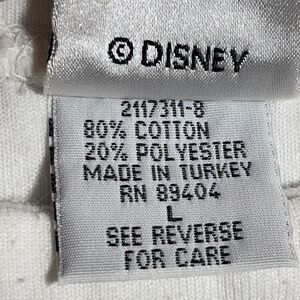 © DISNEY
2117311-8
80% COTTON
20% POLYESTER
MADE IN TURKEY
RN 89404
L
SEE REVERSE
FOR CARE